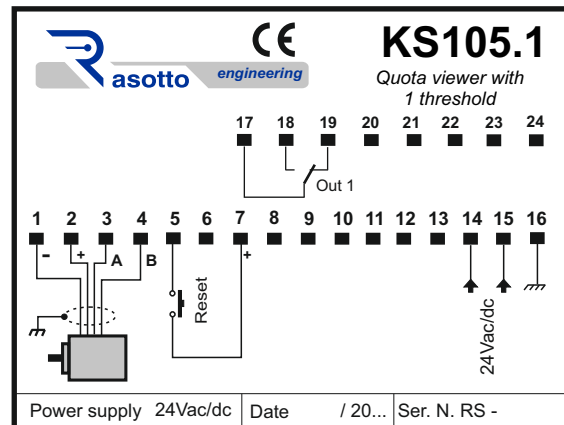 Rasotto engineering
CE
KS105.1
Quota viewer with
1 threshold
17 18 19 20 21 22 23 24
Out 1
1 2 3 4 5 6 7 8 9 10 11 12 13 14 15 16
- + A B +
Reset
24Vac/dc
Power supply 24Vac/dc Date / 20... Ser. N. RS -